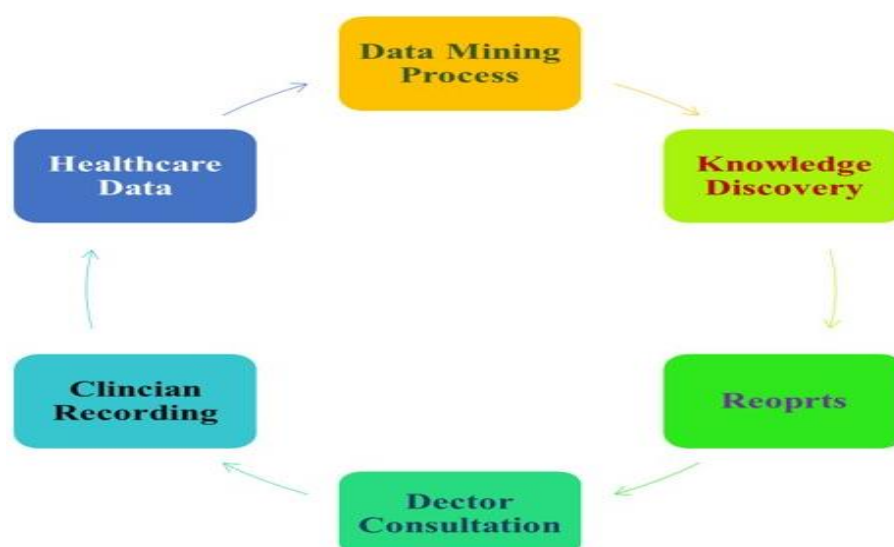 Data Mining
Process
Knowledge
Discovery
Reoprts
Dector
Consultation
Clincian
Recording
Healthcare
Data